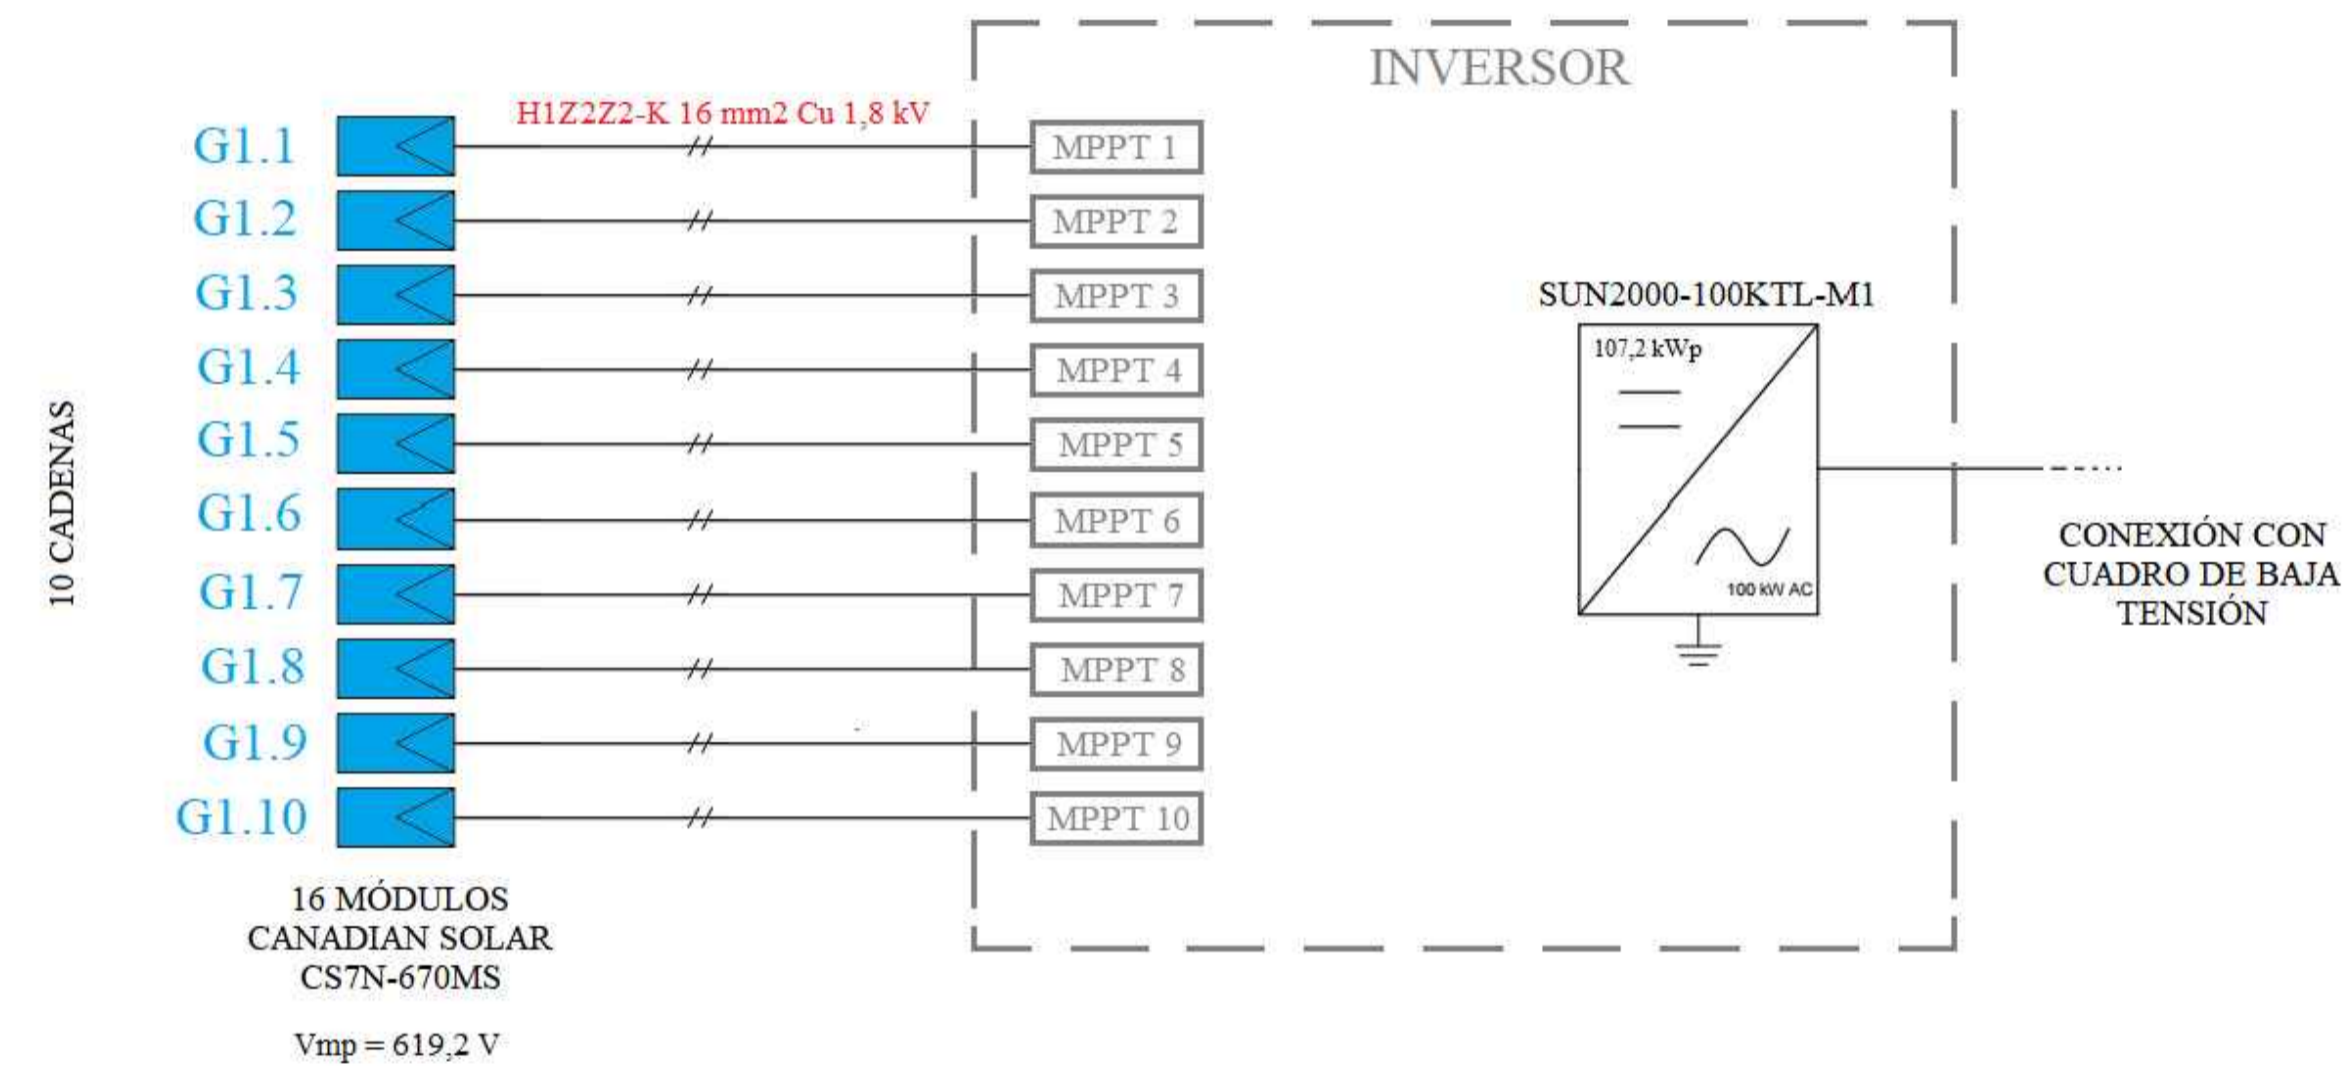 INVERSOR
H1Z2Z2-K 16 mm2 Cu 1,8 kV
G1.1
MPPT 1
G1.2
MPPT 2
G1.3
MPPT 3
G1.4
MPPT 4
G1.5
MPPT 5
G1.6
MPPT 6
G1.7
MPPT 7
G1.8
MPPT 8
G1.9
MPPT 9
G1.10
MPPT 10
10 CADENAS
16 MÓDULOS
CANADIAN SOLAR
CS7N-670MS
Vmp = 619,2 V
SUN2000-100KTL-M1
107,2 kWp
100 kW AC
CONEXIÓN CON
CUADRO DE BAJA
TENSIÓN